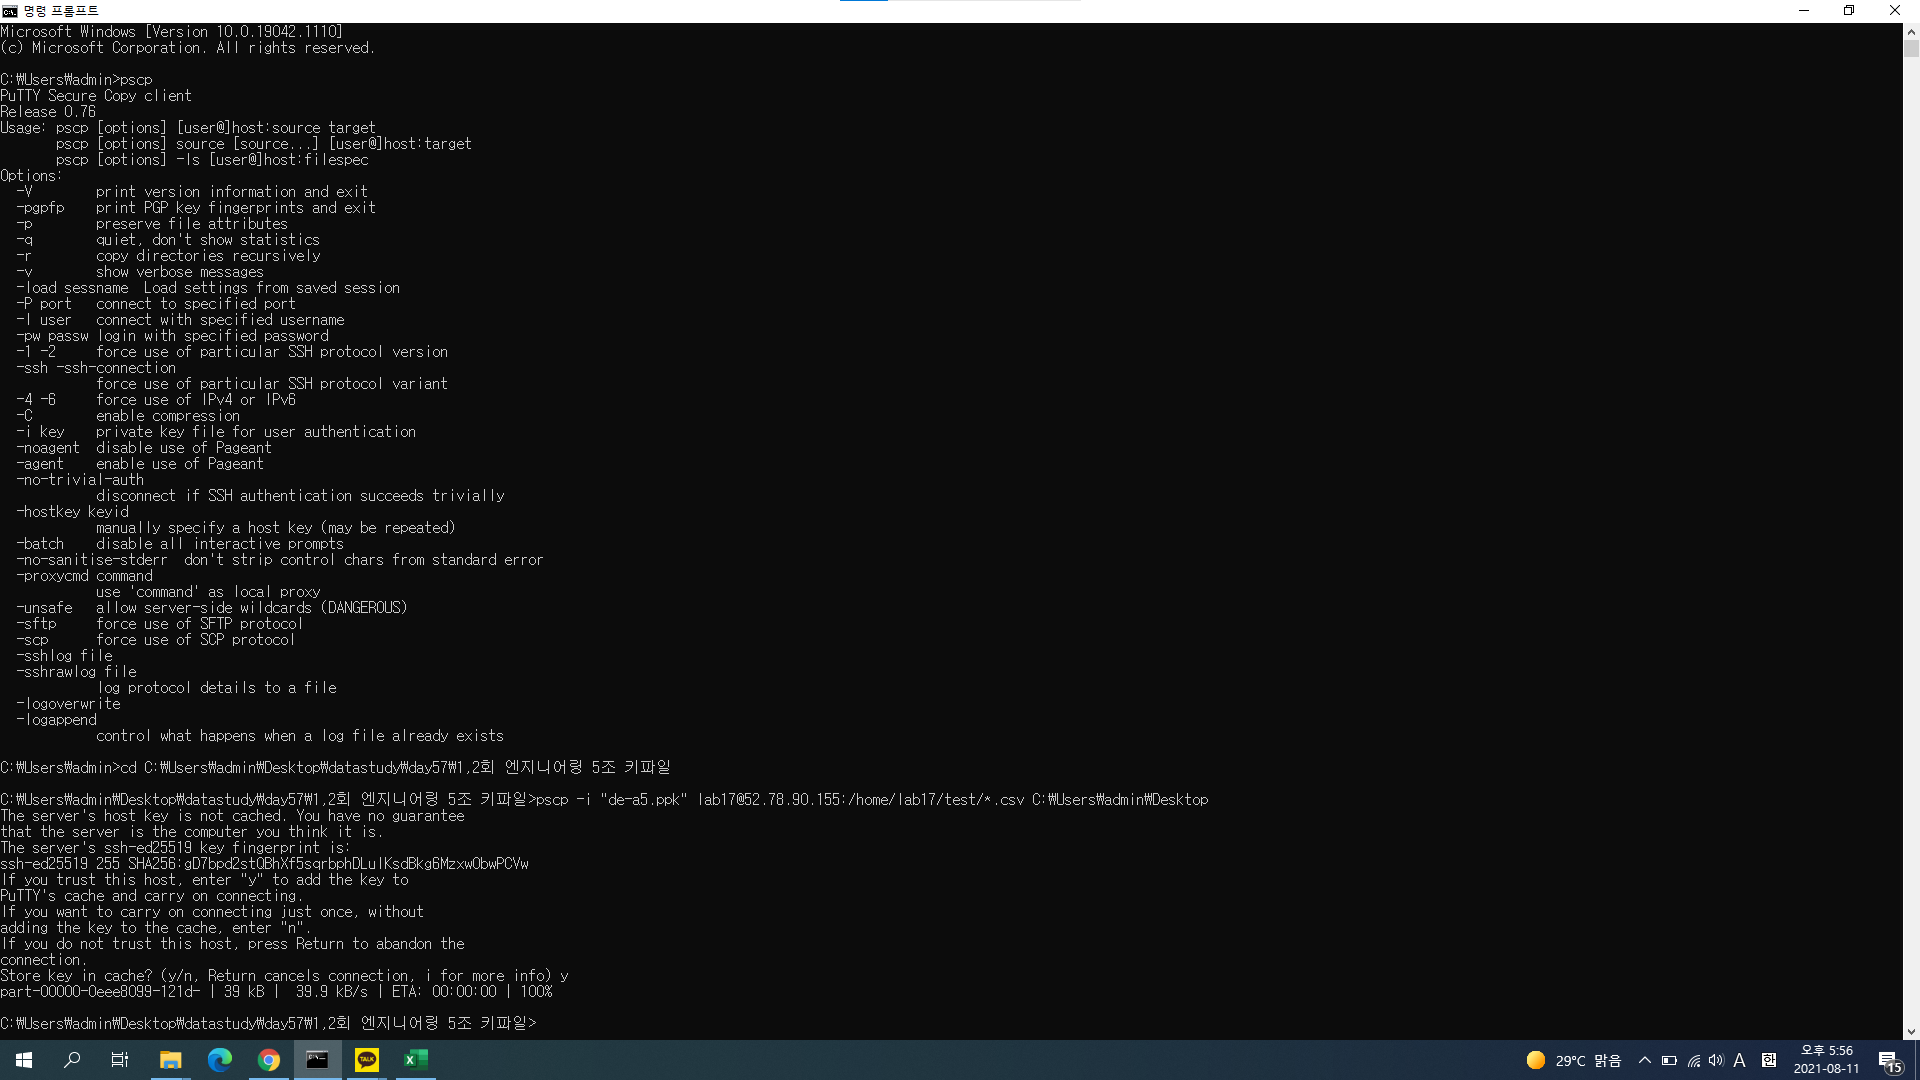 명령 프롬프트
Microsoft Windows [Version 10.0.19042.1110]
(c) Microsoft Corporation. All rights reserved.
C:₩Users₩admin>pscp
PuTTY Secure Copy client
Release 0.76
Usage: pscp [options] [user@]host:source target
pscp [options] source [source...] [user@]host:target
pscp [options] -ls [user@]host:filespec
Options:
-V print version information and exit
-pgpfp print PGP key fingerprints and exit
-p preserve file attributes
-q quiet, don't show statistics
-r copy directories recursively
-v show verbose messages
-load sessname Load settings from saved session
-P port connect to specified port
-l user connect with specified username
-pw passw login with specified password
-1 -2 force use of particular SSH protocol version
-ssh -ssh-connection
force use of particular SSH protocol variant
-4 -6 force use of IPv4 or IPv6
-C enable compression
-i key private key file for user authentication
-noagent disable use of Pageant
-agent enable use of Pageant
-no-trivial-auth
disconnect if SSH authentication succeeds trivially
-hostkey keyid
manually specify a host key (may be repeated)
-batch disable all interactive prompts
-no-sanitise-stderr don't strip control chars from standard error
-proxycmd command
use 'command' as local proxy
-unsafe allow server-side wildcards (DANGEROUS)
-sftp force use of SFTP protocol
-scp force use of SCP protocol
-sshlog file
-sshrawlog file
log protocol details to a file
-logoverwrite
-logappend
control what happens when a log file already exists
C:₩Users₩admin>cd C:₩Users₩admin₩Desktop₩datastudy₩day57₩1,2회 엔지니어링 5조 키파일
C:₩Users₩admin₩Desktop₩datastudy₩day57₩1,2회 엔지니어링 5조 키파일>pscp -i "de-a5.ppk" lab17@52.78.90.155:/home/lab17/test/*.csv C:₩Users₩admin₩Desktop
The server's host key is not cached. You have no guarantee
that the server is the computer you think it is.
The server's ssh-ed25519 key fingerprint is:
ssh-ed25519 255 SHA256:gD7bpd2stQBhXf5sqrbphDLuIKsdBkg6MzxwObwPCVw
If you trust this host, enter "y" to add the key to
PuTTY's cache and carry on connecting.
If you want to carry on connecting just once, without
adding the key to the cache, enter "n".
If you do not trust this host, press Return to abandon the
connection.
Store key in cache? (y/n, Return cancels connection, i for more info) y
part-00000-0eee8099-121d- | 39 kB | 39.9 kB/s | ETA: 00:00:00 | 100%
C:₩Users₩admin₩Desktop₩datastudy₩day57₩1,2회 엔지니어링 5조 키파일>
TALK
29°C 맑음
A
한
오후 5:56
2021-08-11
15